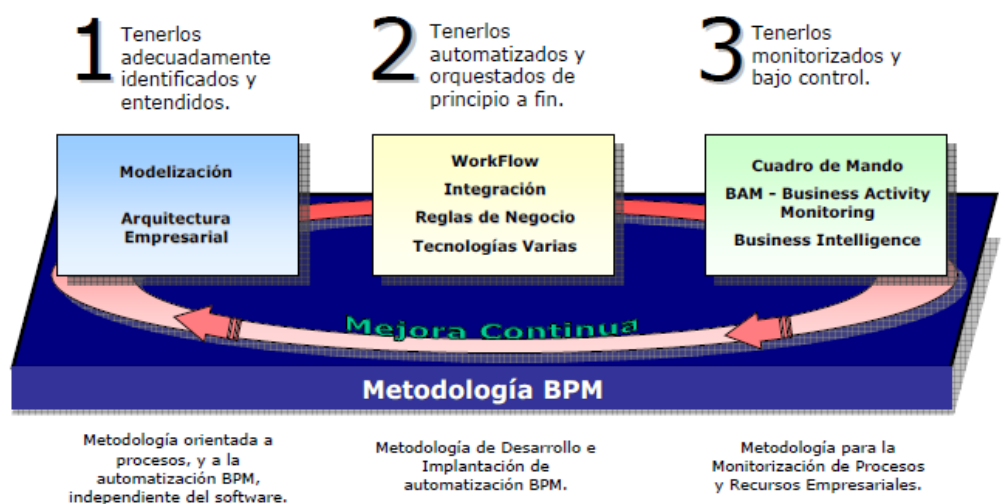 1
Tenerlos
adecuadamente
identificados y
entendidos.
2
Tenerlos
automatizados y
orquestados de
principio a fin.
3
Tenerlos
monitorizados y
bajo control.
Modelización
Arquitectura
Empresarial
WorkFlow
Integración
Reglas de Negocio
Tecnologías Varias
Cuadro de Mando
BAM - Business Activity
Monitoring
Business Intelligence
Mejora Continua
Metodología BPM
Metodología orientada a
procesos, y a la
automatización BPM,
independiente del software.
Metodología de Desarrollo e
Implantación de
automatización BPM.
Metodología para la
Monitorización de Procesos
y Recursos Empresariales.